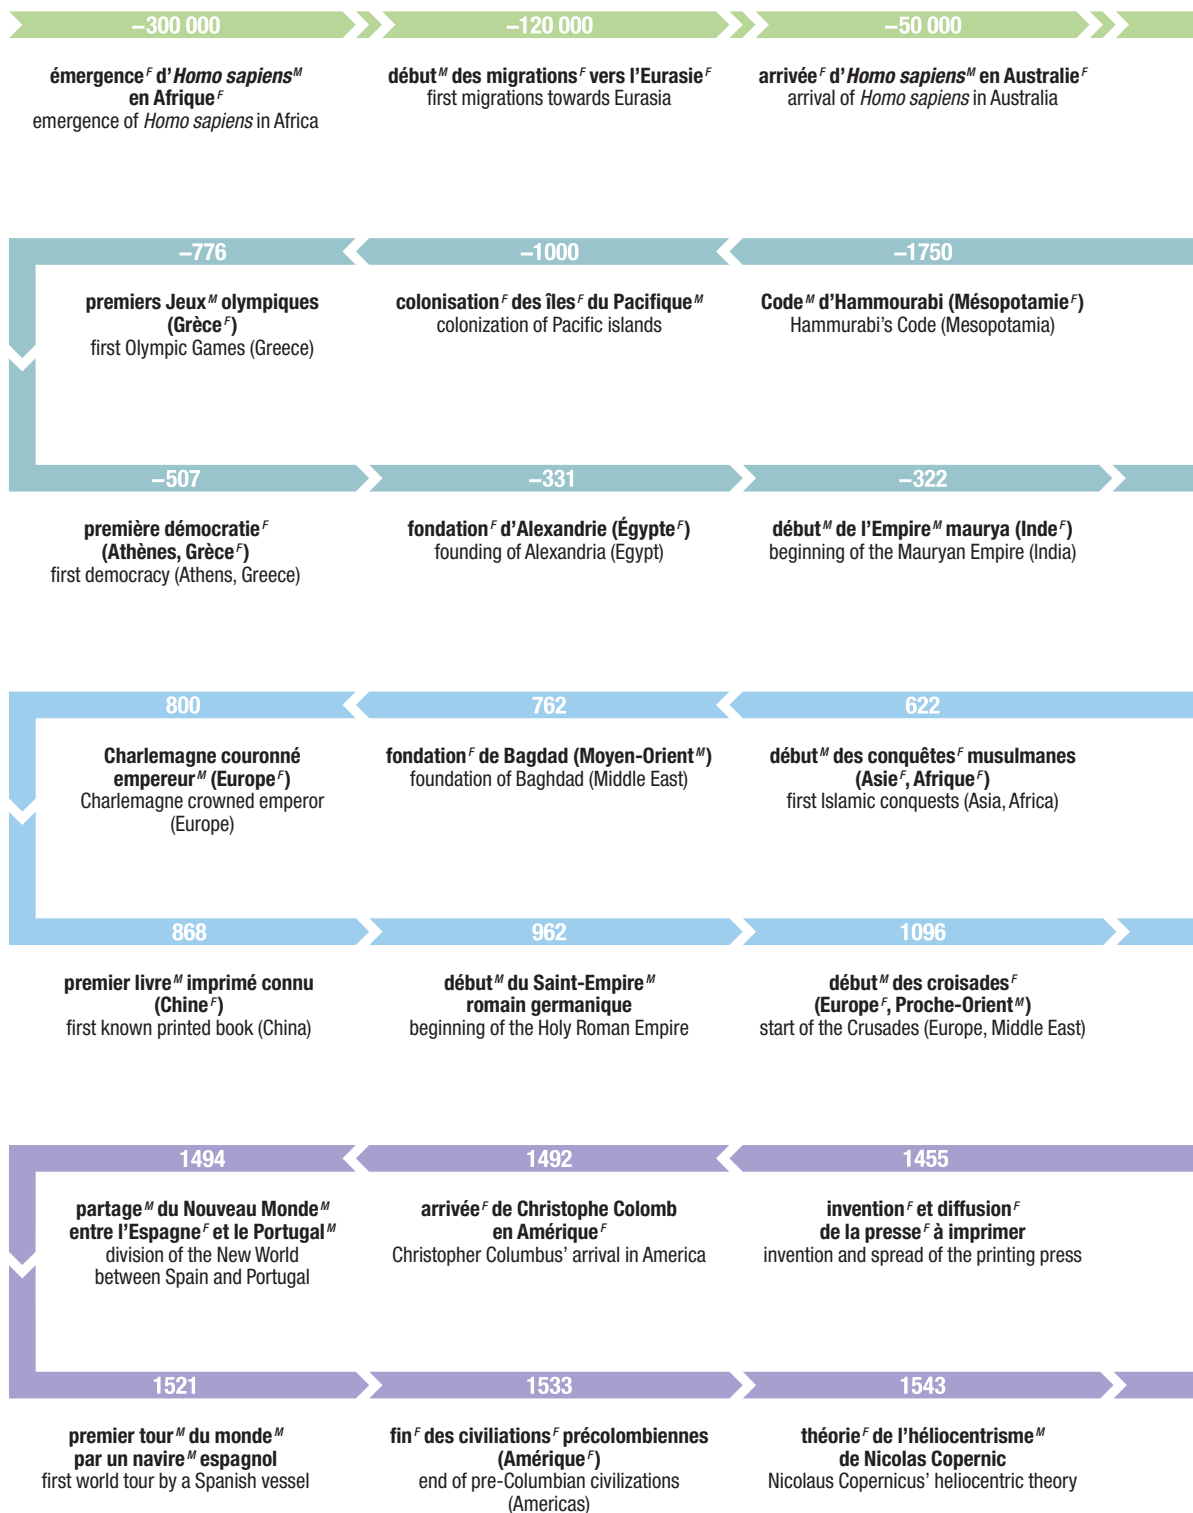 –300 000
–120 000
–50 000
émergence F d'Homo sapiens M
en Afrique F
emergence of Homo sapiens in Africa
début M des migrations F vers l'Eurasie F
first migrations towards Eurasia
arrivée F d'Homo sapiens M en Australie F
arrival of Homo sapiens in Australia
–776
–1000
–1750
premiers Jeux M olympiques
(Grèce F)
first Olympic Games (Greece)
colonisation F des îles F du Pacifique M
colonization of Pacific islands
Code M d'Hammourabi (Mésopotamie F)
Hammurabi's Code (Mesopotamia)
–507
–331
–322
première démocratie F
(Athènes, Grèce F)
first democracy (Athens, Greece)
fondation F d'Alexandrie (Égypte F)
founding of Alexandria (Egypt)
début M de l'Empire M maurya (Inde F)
beginning of the Mauryan Empire (India)
800
762
622
Charlemagne couronné
empereur M (Europe F)
Charlemagne crowned emperor
(Europe)
fondation F de Bagdad (Moyen-Orient M)
foundation of Baghdad (Middle East)
début M des conquêtes F musulmanes
(Asie F, Afrique F)
first Islamic conquests (Asia, Africa)
868
962
1096
premier livre M imprimé connu
(Chine F)
first known printed book (China)
début M du Saint-Empire M
romain germanique
beginning of the Holy Roman Empire
début M des croisades F
(Europe F, Proche-Orient M)
start of the Crusades (Europe, Middle East)
1494
1492
1455
partage M du Nouveau Monde M
entre l'Espagne F et le Portugal M
division of the New World
between Spain and Portugal
arrivée F de Christophe Colomb
en Amérique F
Christopher Columbus' arrival in America
invention F et diffusion F
de la presse F à imprimer
invention and spread of the printing press
1521
1533
1543
premier tour M du monde M
par un navire M espagnol
first world tour by a Spanish vessel
fin F des civiliations F précolombiennes
(Amérique F)
end of pre-Columbian civilizations
(Americas)
théorie F de l'héliocentrisme M
de Nicolas Copernic
Nicolaus Copernicus' heliocentric theory